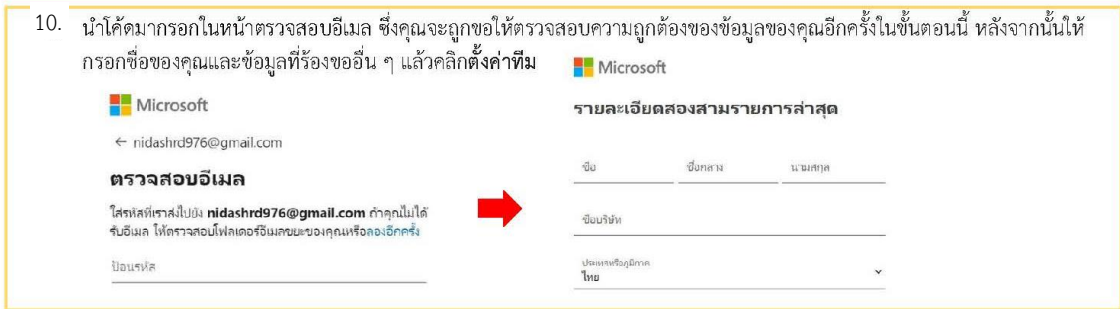 10. นำโค้ดมากรอกในหน้าตรวจสอบอีเมล ซึ่งคุณจะถูกขอให้ตรวจสอบความถูกต้องของข้อมูลของคุณอีกครั้งในขั้นตอนนี้ หลังจากนั้นให้
กรอกชื่อของคุณและข้อมูลที่ร้องขออื่น ๆ แล้วคลิกตั้งค่าทีม
Microsoft
← nidashrd976@gmail.com
ตรวจสอบอีเมล
ใส่รหัสที่เราส่งไปยัง nidashrd976@gmail.com ถ้าคุณไม่ได้
รับอีเมล ให้ตรวจสอบโฟลเดอร์อีเมลขยะของคุณหรือลองอีกครั้ง
ป้อนรหัส
Microsoft
รายละเอียดสองสามรายการล่าสุด
ชื่อ ชื่อกลาง นามสกุล
ชื่อบริษัท
ประเทศหรือภูมิภาค
ไทย